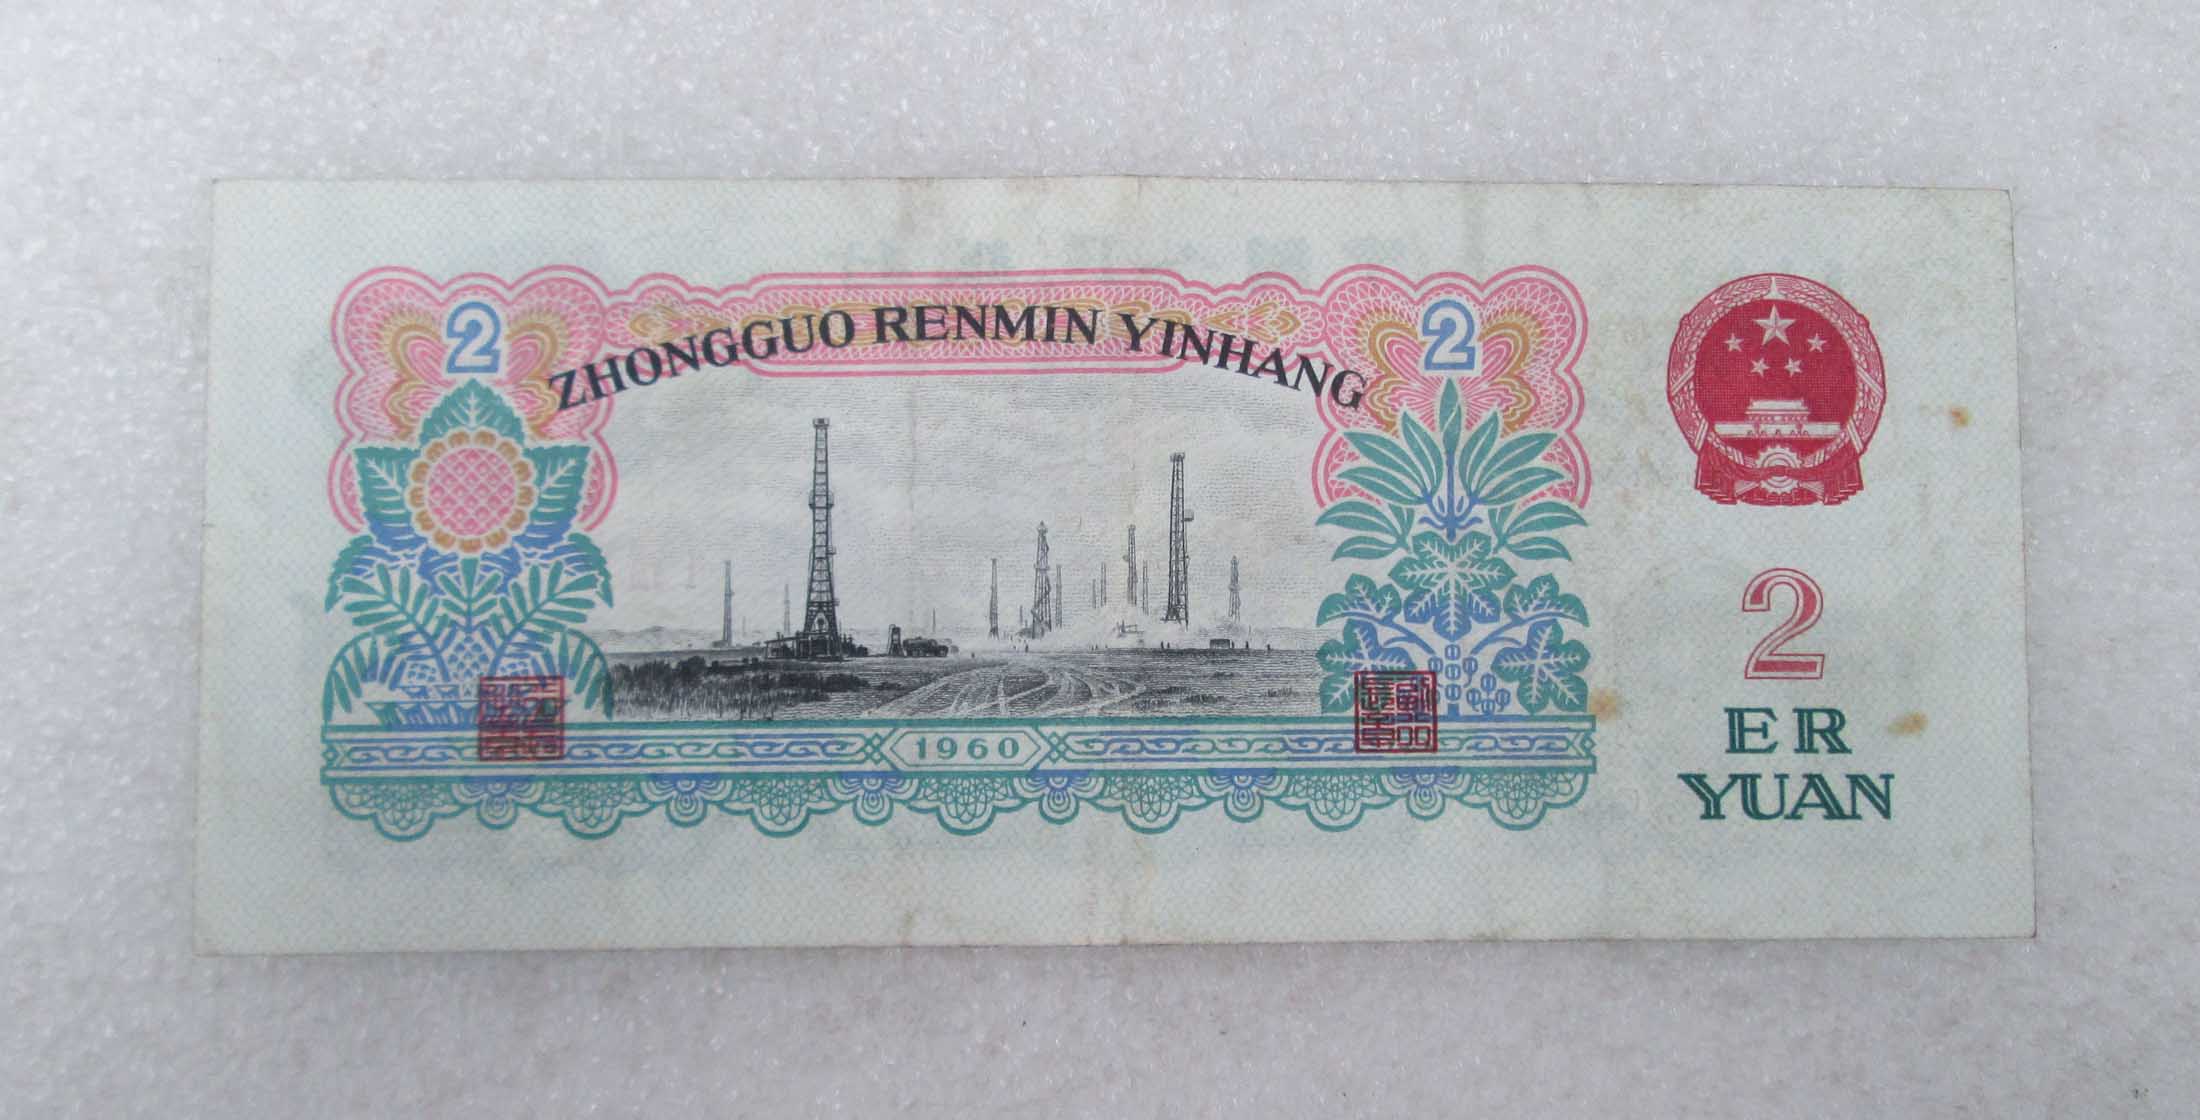 2 2
ZHONGGUO RENMIN YINHANG
2
ER
YUAN
1960